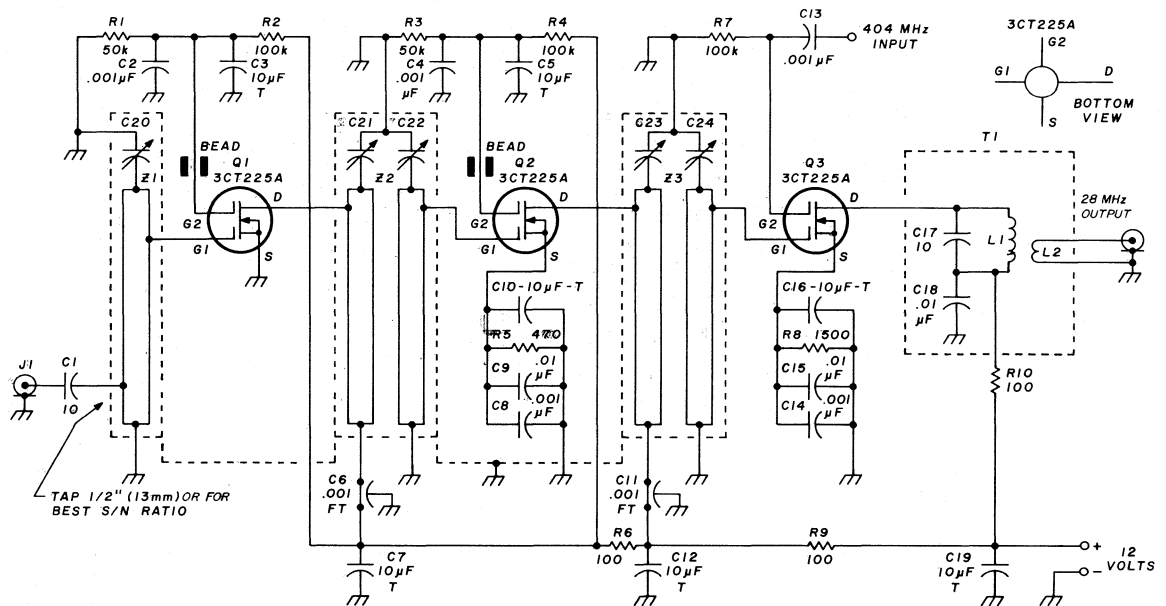 R1
50k
C2
.001µF
R2
100k
C3
10µF
T
R3
50k
C4
.001
µF
R4
100k
C5
10µF
T
R7
100k
C13
.001µF
404 MHz
INPUT
3CT225A
G2
G1
D
S
BOTTOM
VIEW
C20
BEAD
Q1
3CT225A
Z1
D
G2
G1
S
C21
C22
Z2
BEAD
Q2
3CT225A
D
G2
G1
S
C23
C24
Z3
Q3
3CT225A
D
G2
G1
S
T1
C17
10
L1
L2
28 MHz
OUTPUT
C18
.01
µF
C10-10µF-T
R5 470
C9 .01
µF
C8 .001
µF
C16-10µF-T
R8 1500
C15 .01
µF
C14 .001
µF
R10
100
J1
C1
10
TAP 1/2" (13mm) OR FOR
BEST S/N RATIO
C6
.001
FT
C11
.001
FT
R6
100
R9
100
C7
10µF
T
C12
10µF
T
C19
10µF
T
+
12
VOLTS
-